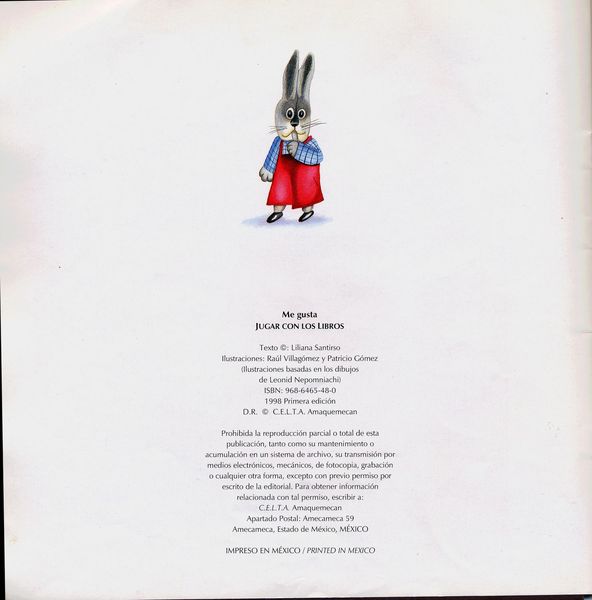 Me gusta
JUGAR CON LOS LIBROS
Texto ©: Liliana Santirso
Ilustraciones: Raúl Villagómez y Patricio Gómez
(Ilustraciones basadas en los dibujos
de Leonid Nepomniachi)
ISBN: 968-6465-48-0
1998 Primera edición
D.R. © C.E.L.T.A. Amaquemecan
Prohibida la reproducción parcial o total de esta
publicación, tanto como su mantenimiento o
acumulación en un sistema de archivo, su transmisión por
medios electrónicos, mecánicos, de fotocopia, grabación
o cualquier otra forma, excepto con previo permiso por
escrito de la editorial. Para obtener información
relacionada con tal permiso, escribir a:
C.E.L.T.A. Amaquemecan
Apartado Postal: Amecameca 59
Amecameca, Estado de México, MÉXICO
IMPRESO EN MÉXICO / PRINTED IN MEXICO